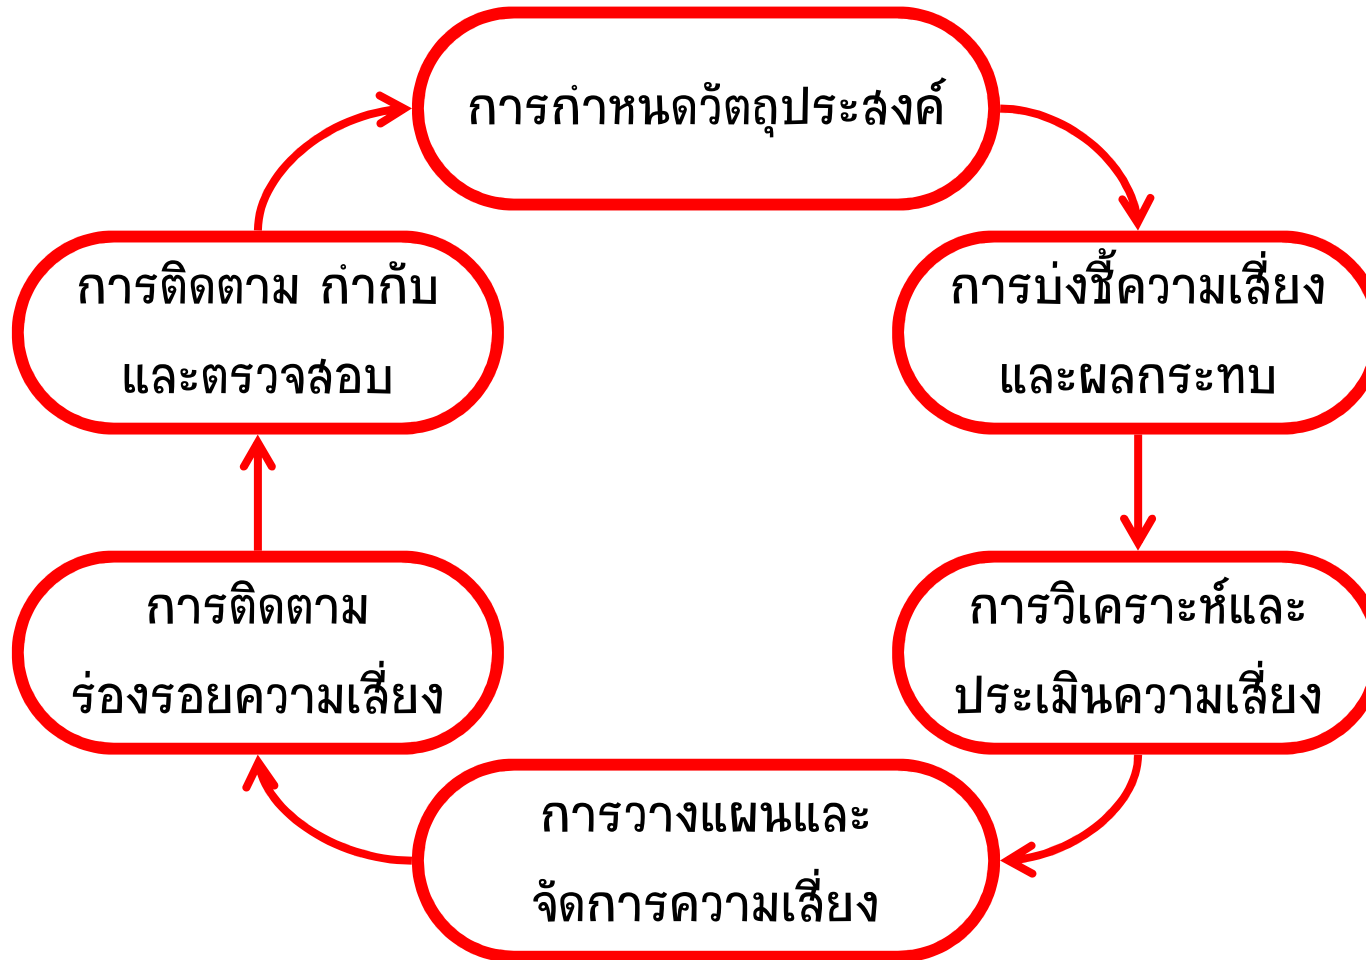 การกำหนดวัตถุประสงค์
การบ่งชี้ความเสี่ยง
และผลกระทบ
การวิเคราะห์และ
ประเมินความเสี่ยง
การวางแผนและ
จัดการความเสี่ยง
การติดตาม
ร่องรอยความเสี่ยง
การติดตาม กำกับ
และตรวจสอบ